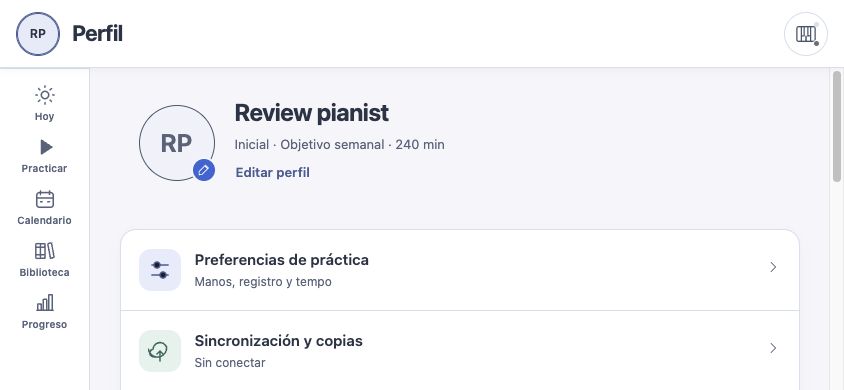 RP
Perfil
Hoy
Practicar
Calendario
Biblioteca
Progreso
RP
Review pianist
Inicial · Objetivo semanal · 240 min
Editar perfil
Preferencias de práctica
Manos, registro y tempo
Sincronización y copias
Sin conectar